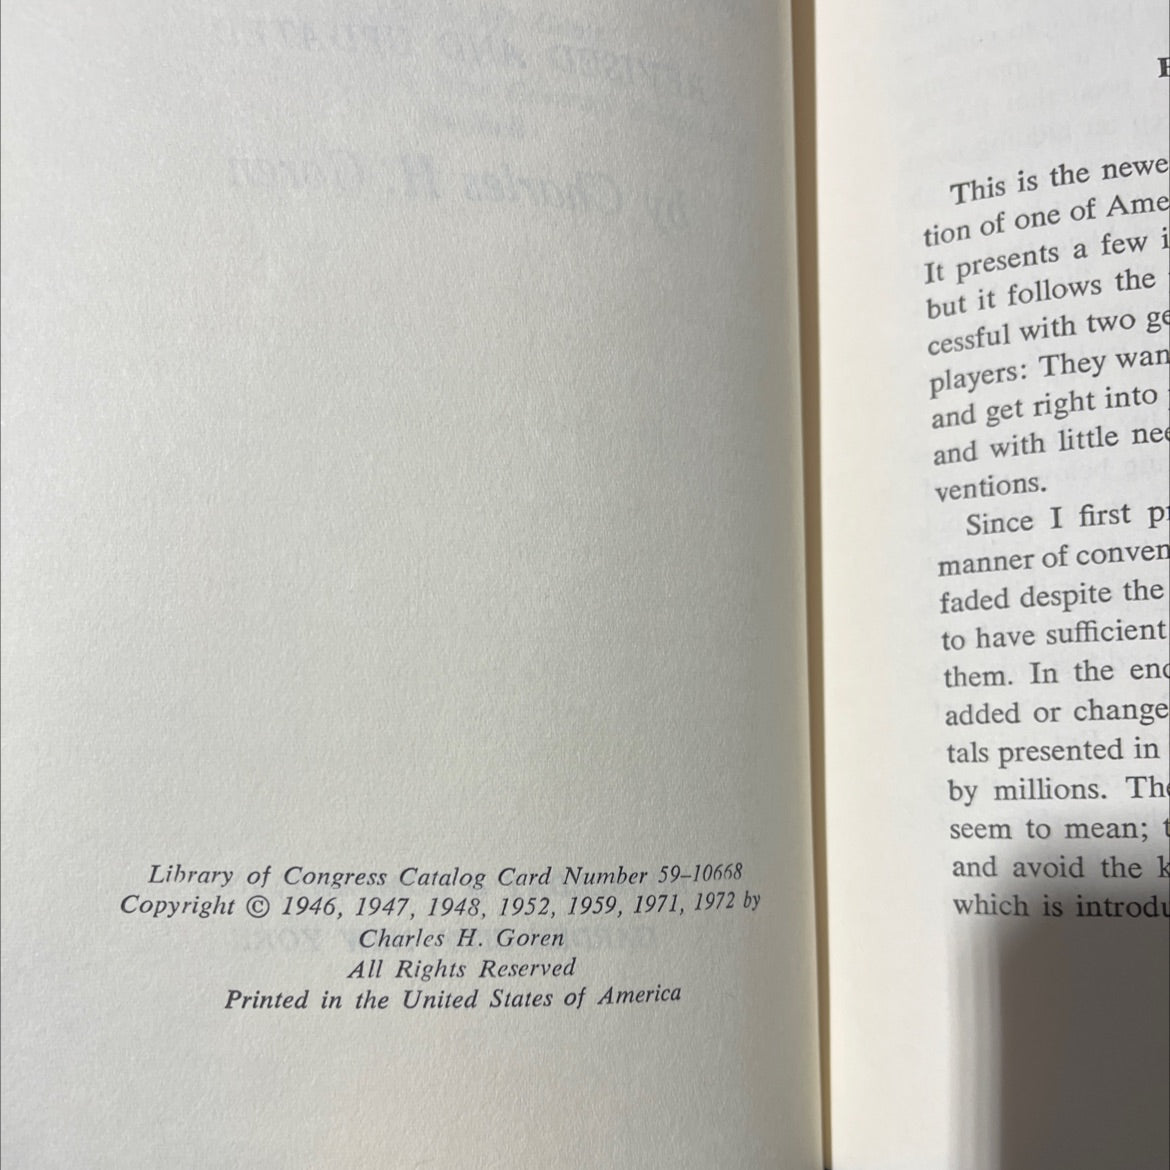 Library of Congress Catalog Card Number 59–10668
Copyright © 1946, 1947, 1948, 1952, 1959, 1971, 1972 by
Charles H. Goren
All Rights Reserved
Printed in the United States of America
This is the newe
tion of one of Ame
It presents a few i
but it follows the
cessful with two ge
players: They wan
and get right into
and with little nee
ventions.
Since I first pr
manner of conven
faded despite the
to have sufficient
them. In the end
added or change
tals presented in
by millions. The
seem to mean; t
and avoid the k
which is introdu